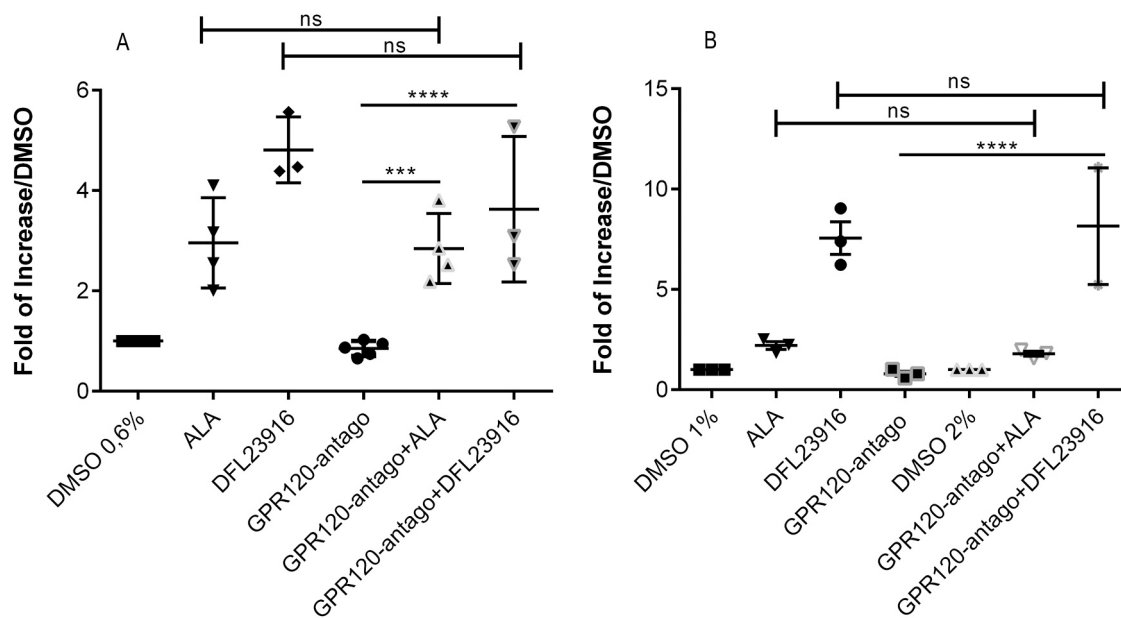 A
ns
ns
****
***
Fold of Increase/DMSO
6
4
2
0
DMSO 0,6%
ALA
DFL23916
GPR120-antago
GPR120-antago+ALA
GPR120-antago+DFL23916
B
ns
ns
****
Fold of Increase/DMSO
15
10
5
0
DMSO 1%
ALA
DFL23916
GPR120-antago
DMSO 2%
GPR120-antago+ALA
GPR120-antago+DFL23916